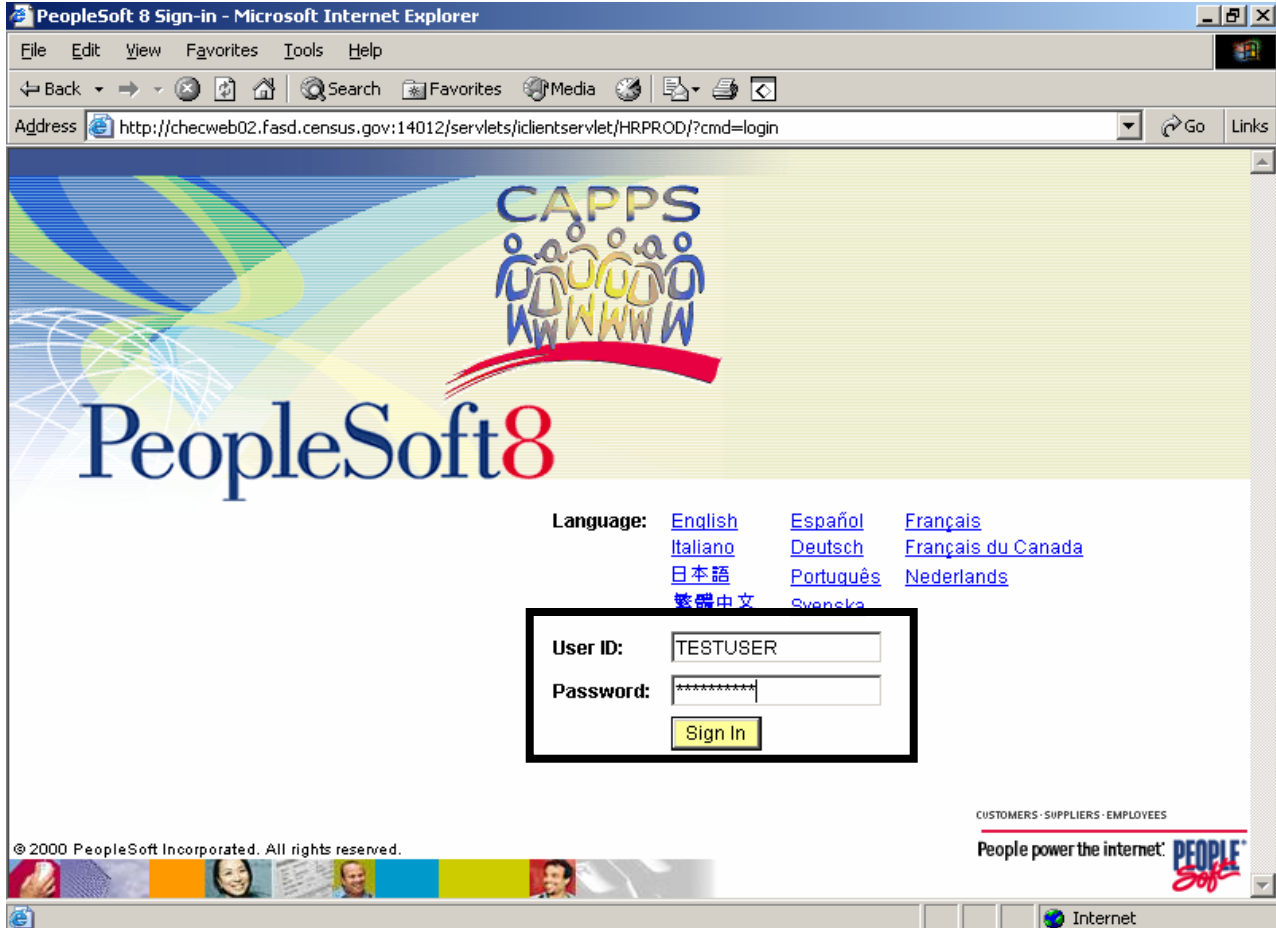 PeopleSoft 8 Sign-in - Microsoft Internet Explorer
File Edit View Favorites Tools Help
Back Search Favorites Media
Address http://checweb02.fasd.census.gov:14012/servlets/iclientservlet/HRPROD/?cmd=login Go Links
CAPPS
PeopleSoft8
Language: English Español Français
Italiano Deutsch Français du Canada
日本語 Português Nederlands
繁體中文 Svenska
User ID: TESTUSER
Password: **********
Sign In
CUSTOMERS·SUPPLIERS·EMPLOYEES
© 2000 PeopleSoft Incorporated. All rights reserved.
People power the internet. PEOPLE
Soft
Internet